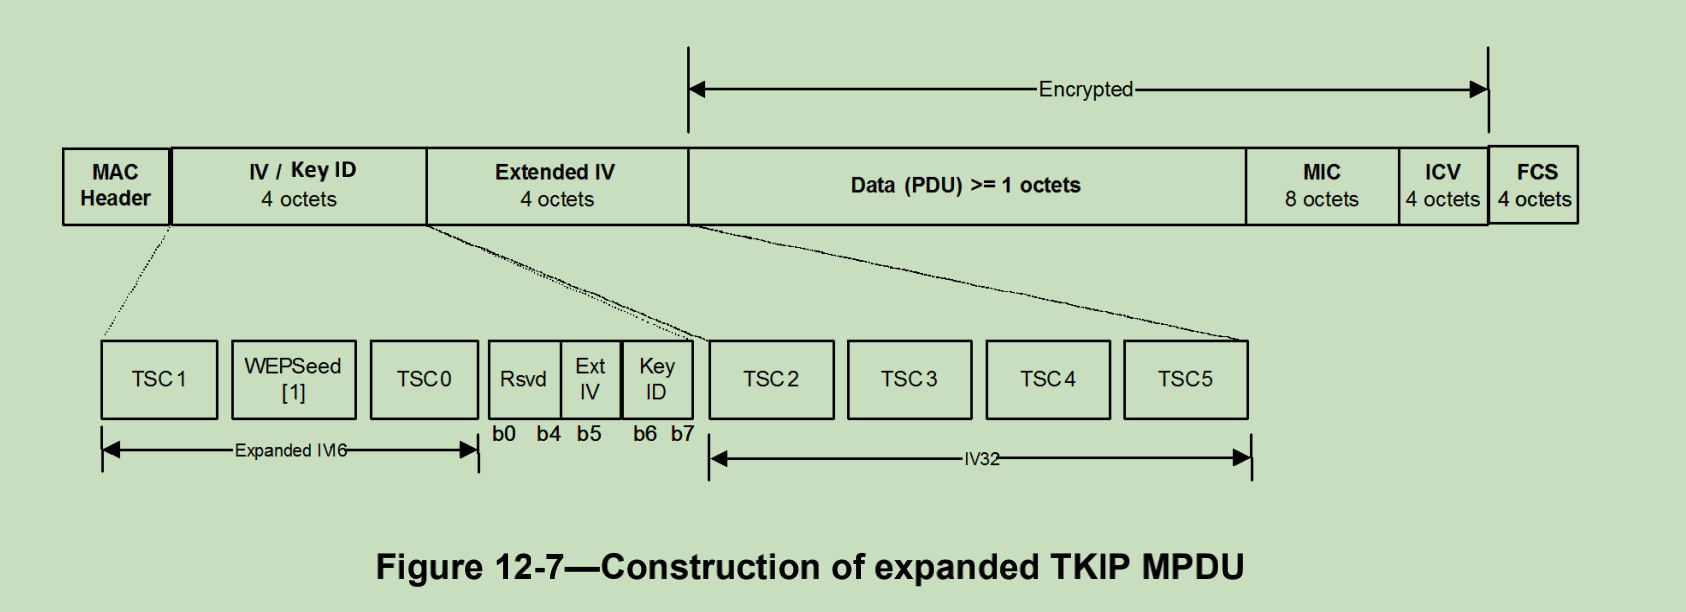 Encrypted
MAC
Header
IV / Key ID
4 octets
Extended IV
4 octets
Data (PDU) >= 1 octets
MIC
8 octets
ICV
4 octets
FCS
4 octets
TSC1
WEPSeed
[1]
TSC0
Rsvd
Ext
IV
Key
ID
TSC2
TSC3
TSC4
TSC5
b0 b4 b5 b6 b7
Expanded IV16
IV32
Figure 12-7—Construction of expanded TKIP MPDU